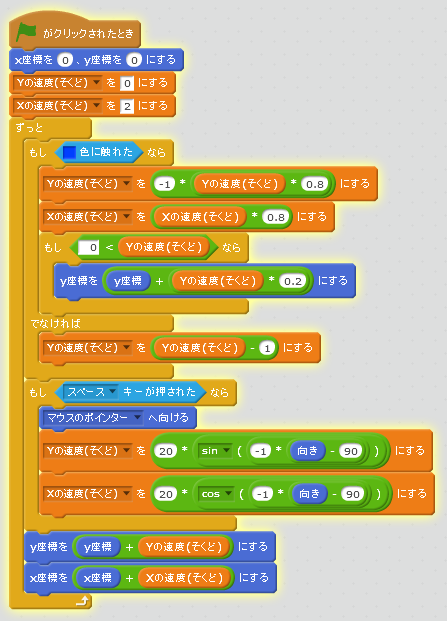 がクリックされたとき
x座標を 0 、y座標を 0 にする
Yの速度(そくど) を 0 にする
Xの速度(そくど) を 2 にする
ずっと
もし 色に触れた なら
Yの速度(そくど) を -1 * Yの速度(そくど) * 0.8 にする
Xの速度(そくど) を Xの速度(そくど) * 0.8 にする
もし 0 < Yの速度(そくど) なら
y座標を y座標 + Yの速度(そくど) * 0.2 にする
でなければ
Yの速度(そくど) を Yの速度(そくど) - 1 にする
もし スペース キーが押された なら
マウスのポインター へ向ける
Yの速度(そくど) を 20 * sin ( -1 * 向き - 90 ) にする
Xの速度(そくど) を 20 * cos ( -1 * 向き - 90 ) にする
y座標を y座標 + Yの速度(そくど) にする
x座標を x座標 + Xの速度(そくど) にする